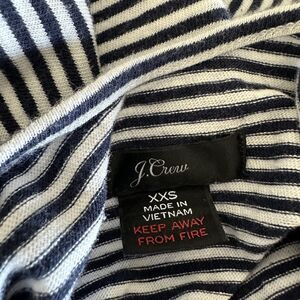 J.Crew
XXS
MADE IN
VIETNAM
KEEP AWAY
FROM FIRE